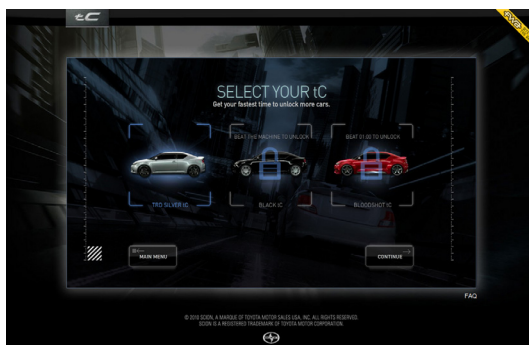 tC
SELECT YOUR tC
Get your fastest time to unlock more cars.
BEAT THE MACHINE TO UNLOCK
BEAT 01:05 TO UNLOCK
TRD SILVER tC
BLACK tC
BLOODSHOT tC
MAIN MENU
CONTINUE
FAQ
© 2010 SCION, A MARQUE OF TOYOTA MOTOR SALES USA, INC. ALL RIGHTS RESERVED.
SCION IS A REGISTERED TRADEMARK OF TOYOTA MOTOR CORPORATION.